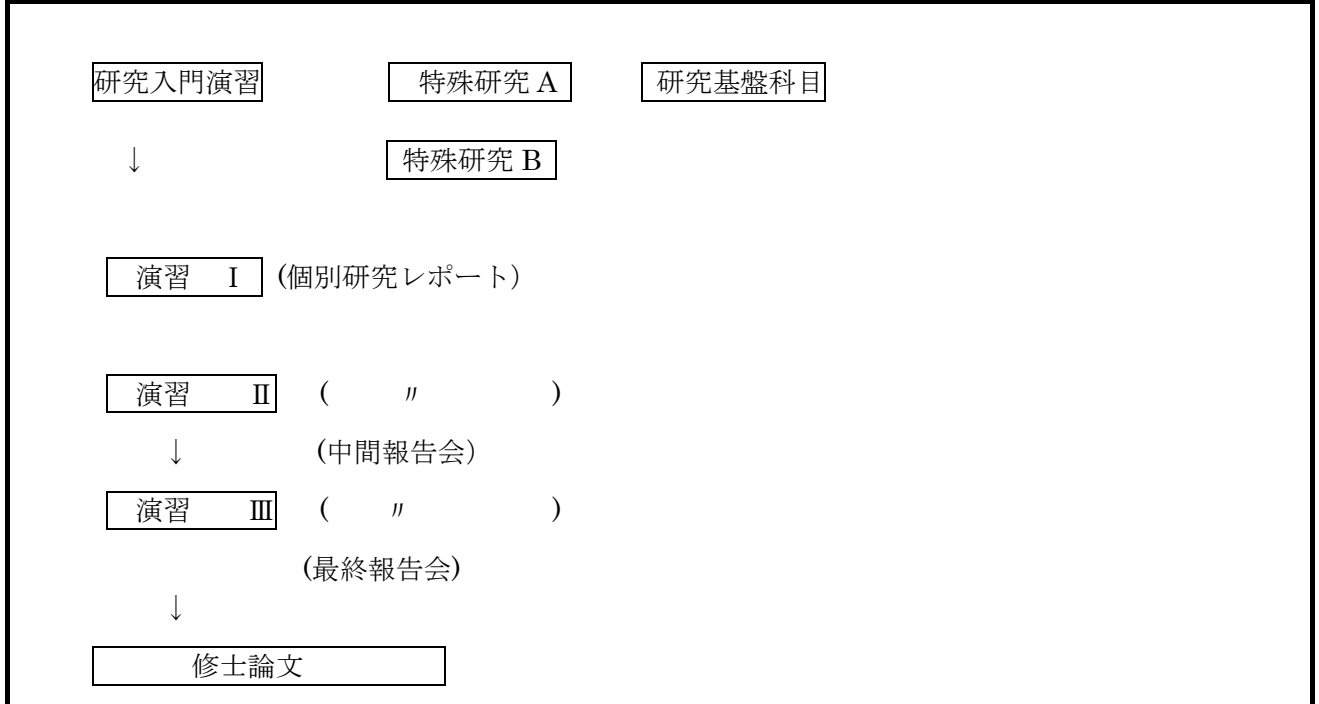 研究入門演習 特殊研究 A 研究基盤科目
↓ 特殊研究 B
演習 Ⅰ (個別研究レポート）
演習 Ⅱ ( 〃 )
↓ (中間報告会）
演習 Ⅲ ( 〃 )
(最終報告会)
↓
修士論文